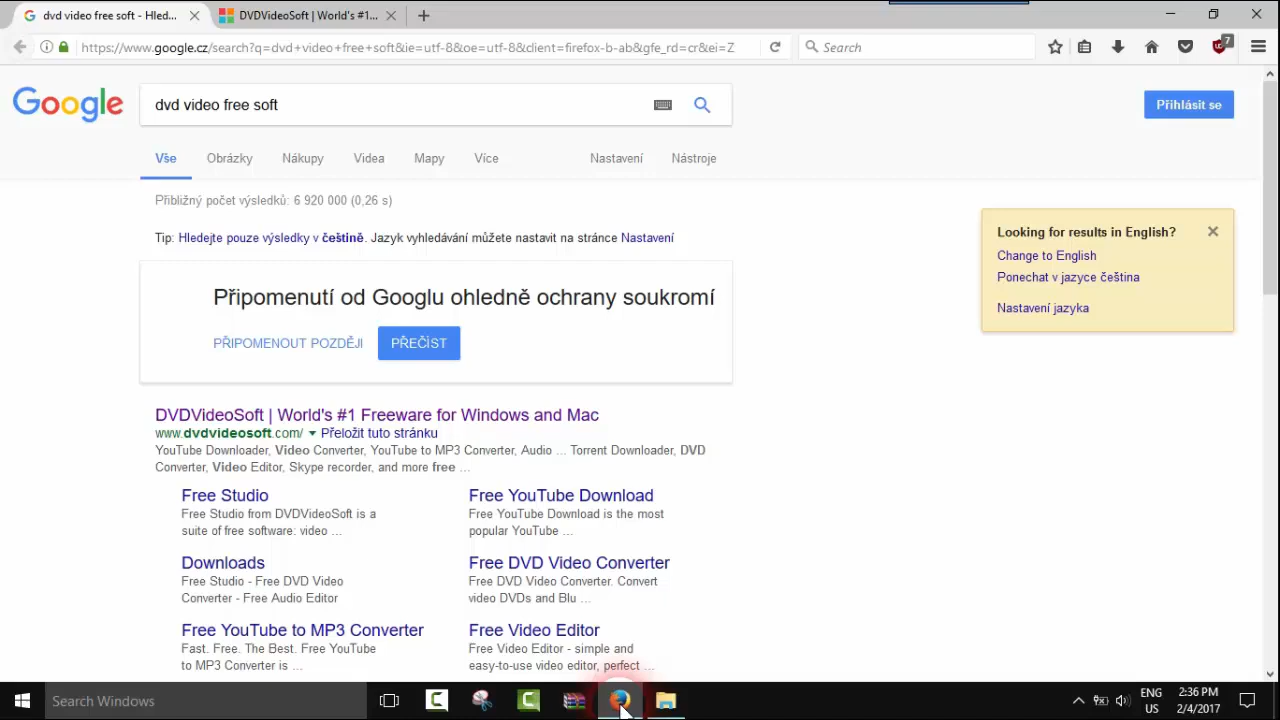 dvd video free soft - Hled...
DVDVideoSoft | World's #1...
https://www.google.cz/search?q=dvd+video+free+soft&ie=utf-8&oe=utf-8&client=firefox-b-ab&gfe_rd=cr&ei=Z
Search
7
Google
dvd video free soft
Přihlásit se
Vše Obrázky Nákupy Videa Mapy Více Nastavení Nástroje
Přibližný počet výsledků: 6 920 000 (0,26 s)
Tip: Hledejte pouze výsledky v češtině. Jazyk vyhledávání můžete nastavit na stránce Nastavení
Looking for results in English?
Change to English
Ponechat v jazyce čeština
Nastavení jazyka
Připomenutí od Googlu ohledně ochrany soukromí
PŘIPOMENOUT POZDĚJI PŘEČÍST
DVDVideoSoft | World's #1 Freeware for Windows and Mac
www.dvdvideosoft.com/ Přeložit tuto stránku
YouTube Downloader, Video Converter, YouTube to MP3 Converter, Audio ... Torrent Downloader, DVD
Converter, Video Editor, Skype recorder, and more free ...
Free Studio
Free Studio from DVDVideoSoft is a
suite of free software: video ...
Free YouTube Download
Free YouTube Download is the most
popular YouTube ...
Downloads
Free Studio - Free DVD Video
Converter - Free Audio Editor
Free DVD Video Converter
Free DVD Video Converter. Convert
video DVDs and Blu ...
Free YouTube to MP3 Converter
Fast. Free. The Best. Free YouTube
to MP3 Converter is ...
Free Video Editor
Free Video Editor - simple and
easy-to-use video editor, perfect ...
Search Windows
ENG
US
2:36 PM
2/4/2017